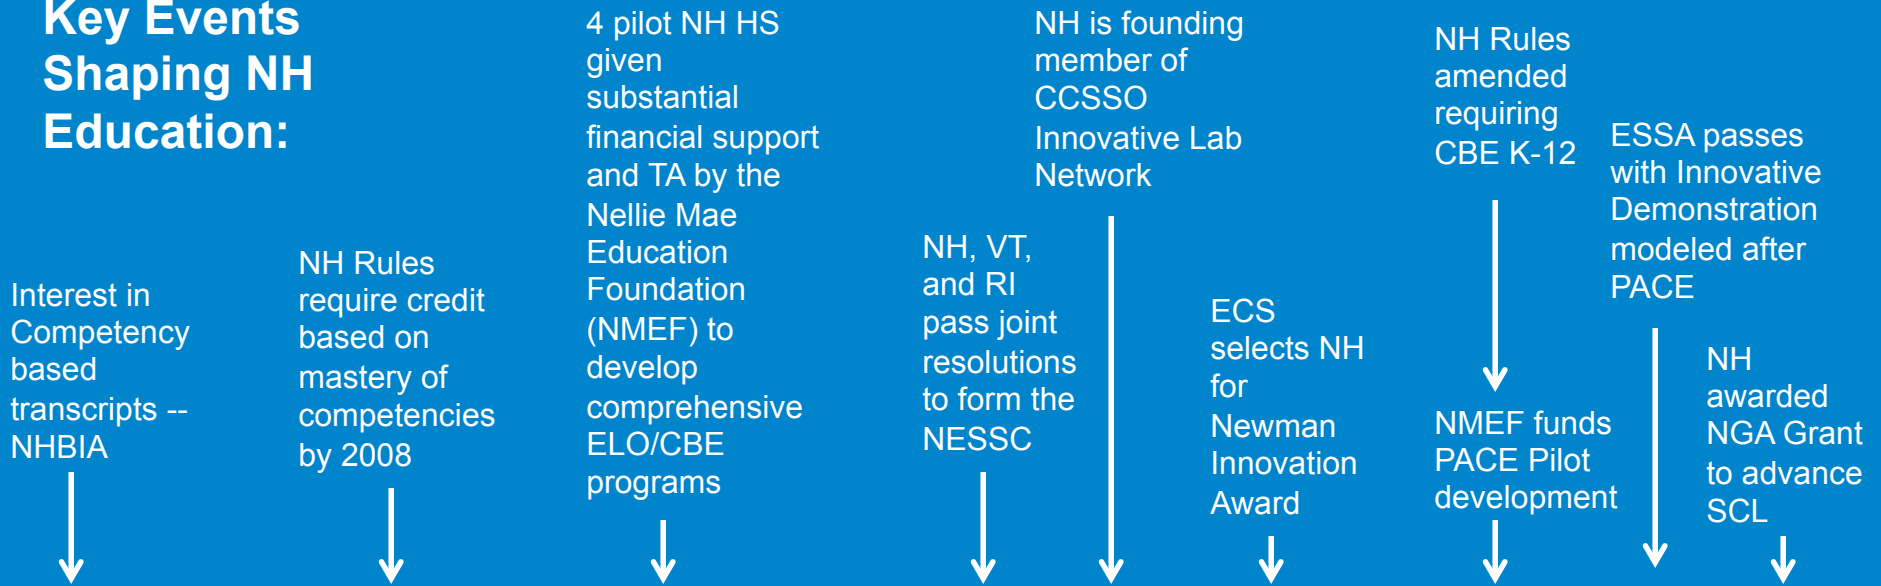 Key Events
Shaping NH
Education:
Interest in
Competency
based
transcripts --
NHBIA
NH Rules
require credit
based on
mastery of
competencies
by 2008
4 pilot NH HS
given
substantial
financial support
and TA by the
Nellie Mae
Education
Foundation
(NMEF) to
develop
comprehensive
ELO/CBE
programs
NH, VT,
and RI
pass joint
resolutions
to form the
NESSC
NH is founding
member of
CCSSO
Innovative Lab
Network
ECS
selects NH
for
Newman
Innovation
Award
NH Rules
amended
requiring
CBE K-12
NMEF funds
PACE Pilot
development
ESSA passes
with Innovative
Demonstration
modeled after
PACE
NH
awarded
NGA Grant
to advance
SCL